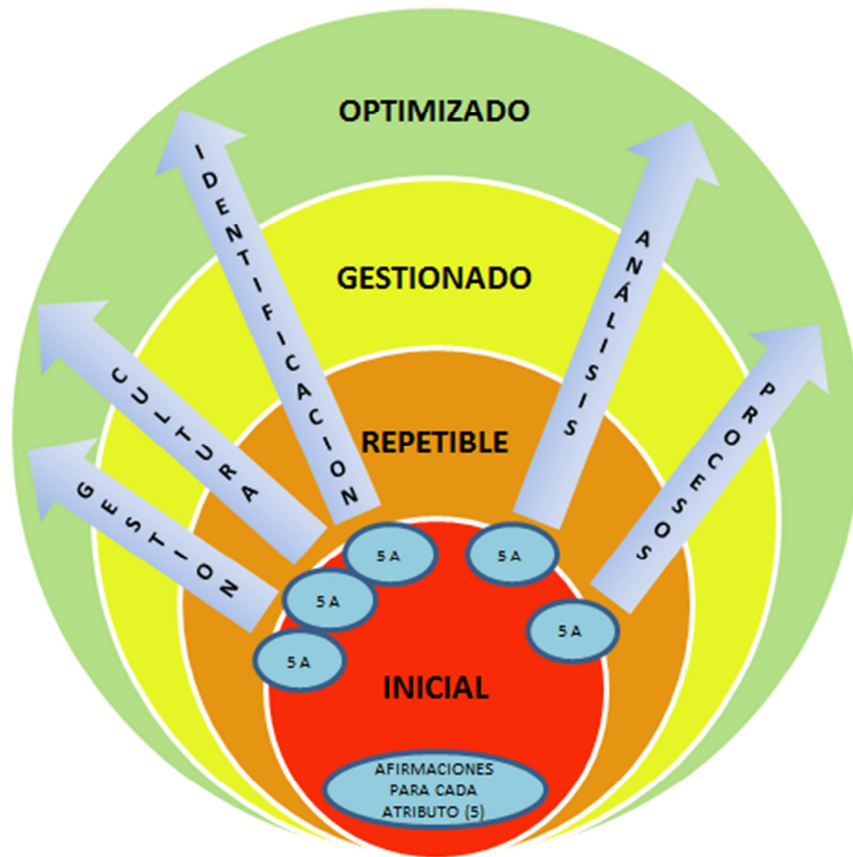 OPTIMIZADO
IDENTIFICACION
ANÁLISIS
GESTIONADO
CULTURA
PROCESOS
REPETIBLE
GESTION
5 A
5 A
5 A
5 A
5 A
INICIAL
AFIRMACIONES
PARA CADA
ATRIBUTO (5)